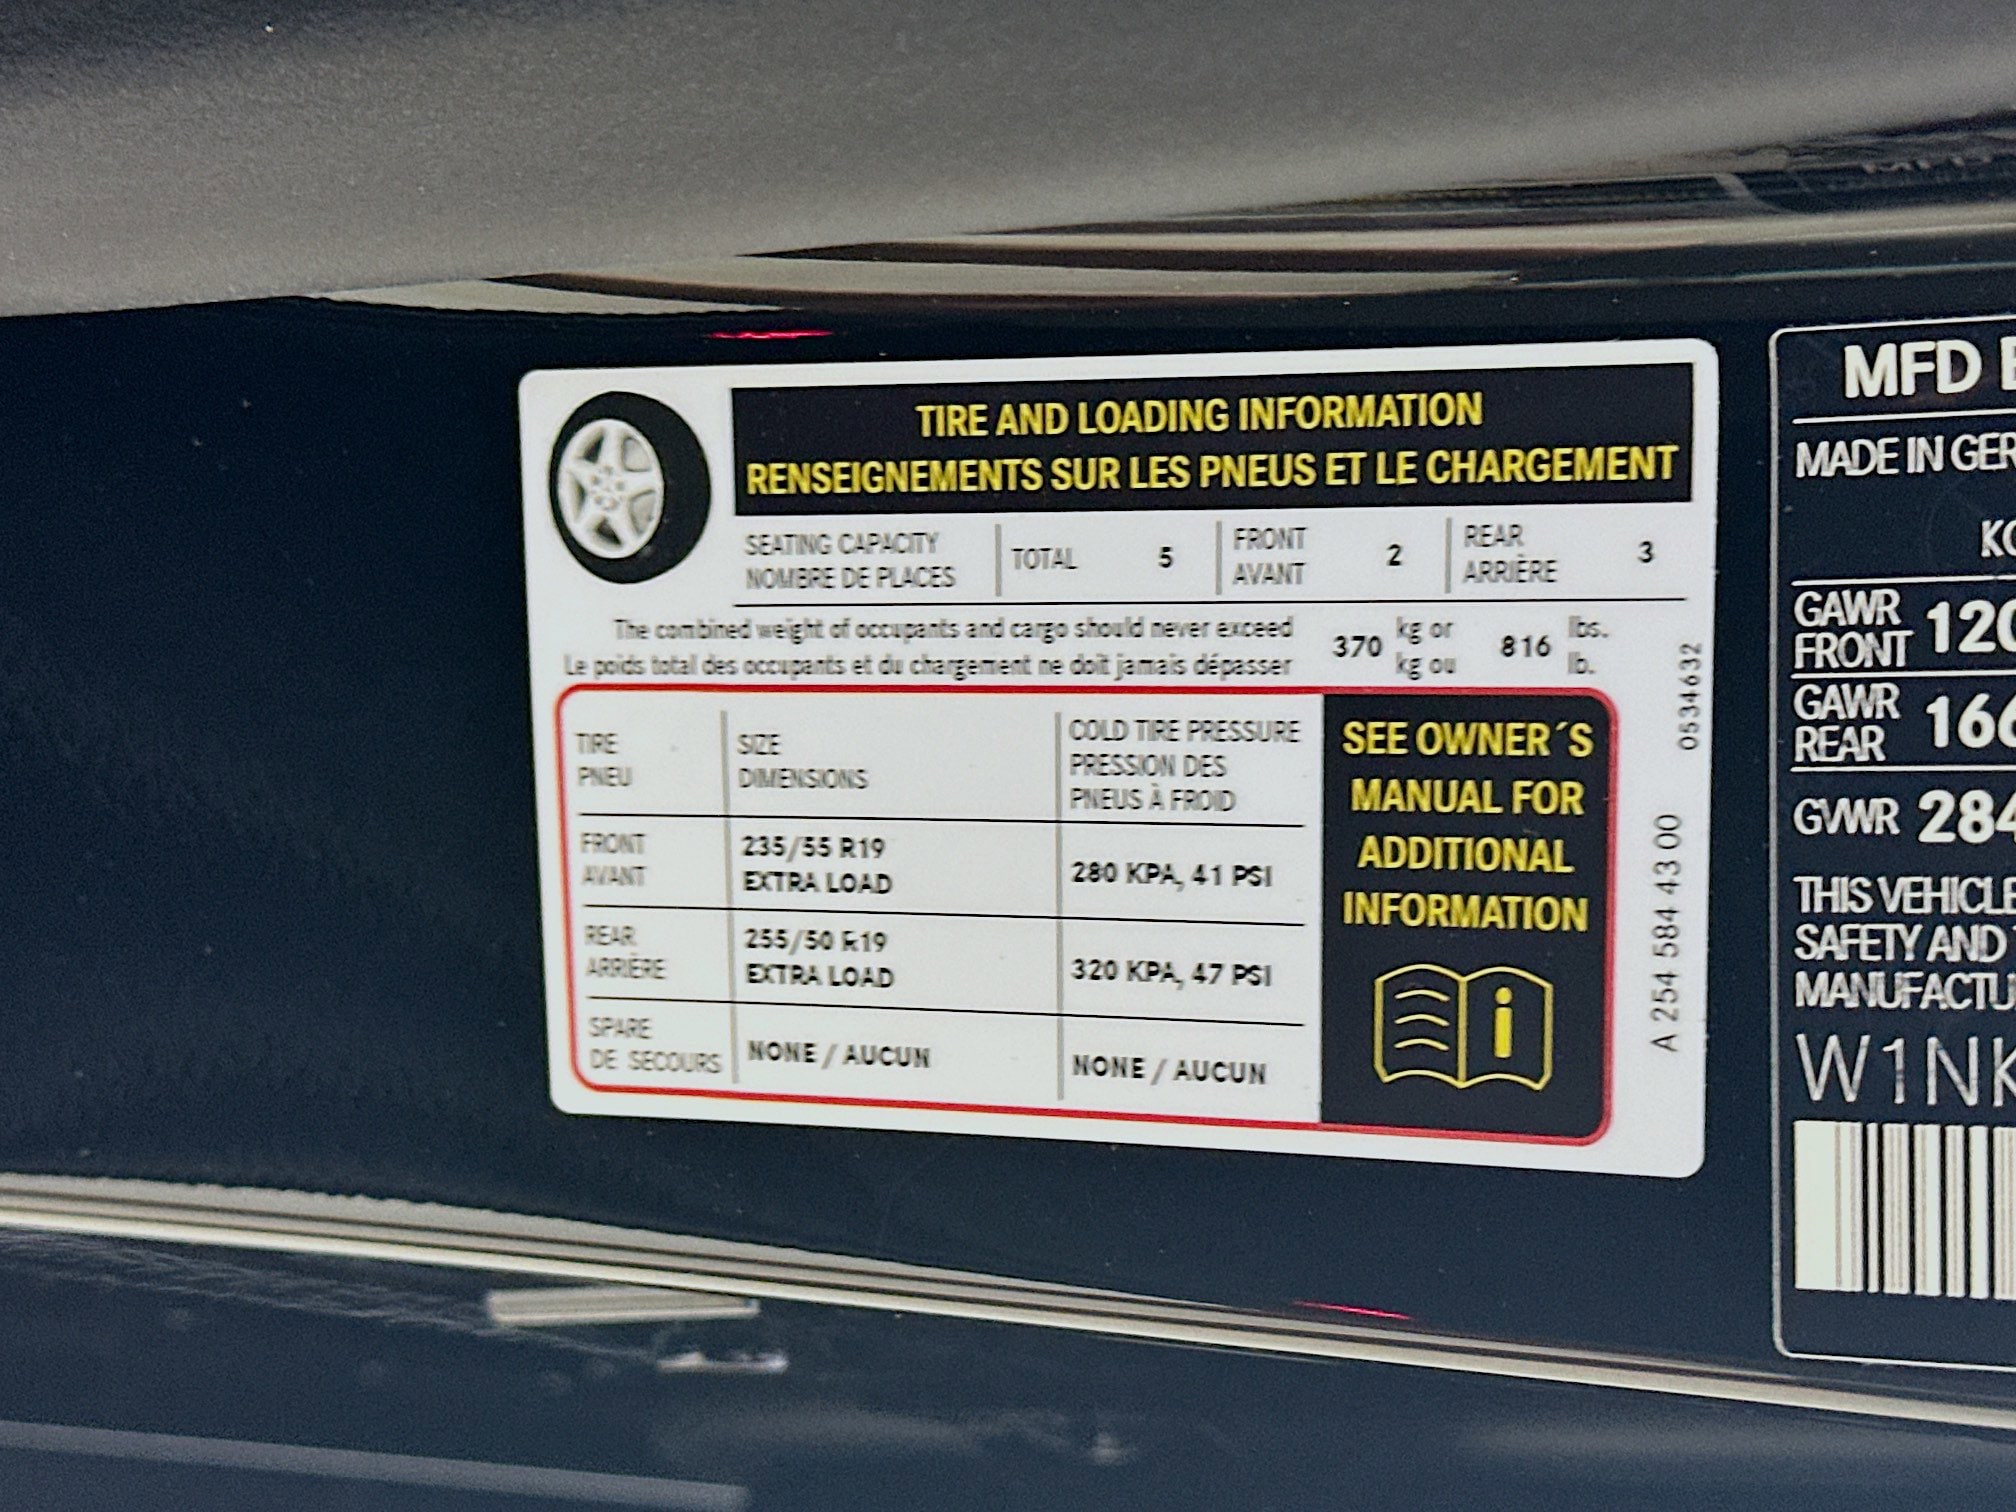 TIRE AND LOADING INFORMATION
RENSEIGNEMENTS SUR LES PNEUS ET LE CHARGEMENT
SEATING CAPACITY
NOMBRE DE PLACES
TOTAL 5
FRONT
AVANT
2
REAR
ARRIÈRE
3
The combined weight of occupants and cargo should never exceed
Le poids total des occupants et du chargement ne doit jamais dépasser
370
kg or
kg ou
816
lbs.
lb.
TIRE
PNEU
SIZE
DIMENSIONS
COLD TIRE PRESSURE
PRESSION DES
PNEUS À FROID
FRONT
AVANT
235/55 R19
EXTRA LOAD
280 KPA, 41 PSI
REAR
ARRIÈRE
255/50 R19
EXTRA LOAD
320 KPA, 47 PSI
SPARE
DE SECOURS
NONE / AUCUN
NONE / AUCUN
SEE OWNER´S
MANUAL FOR
ADDITIONAL
INFORMATION
i
0534632
A 254 584 43 00
MFD
MADE IN
GAWR
FRONT
GAWR
REAR
GVWR
THIS VEHICLE
SAFETY AND